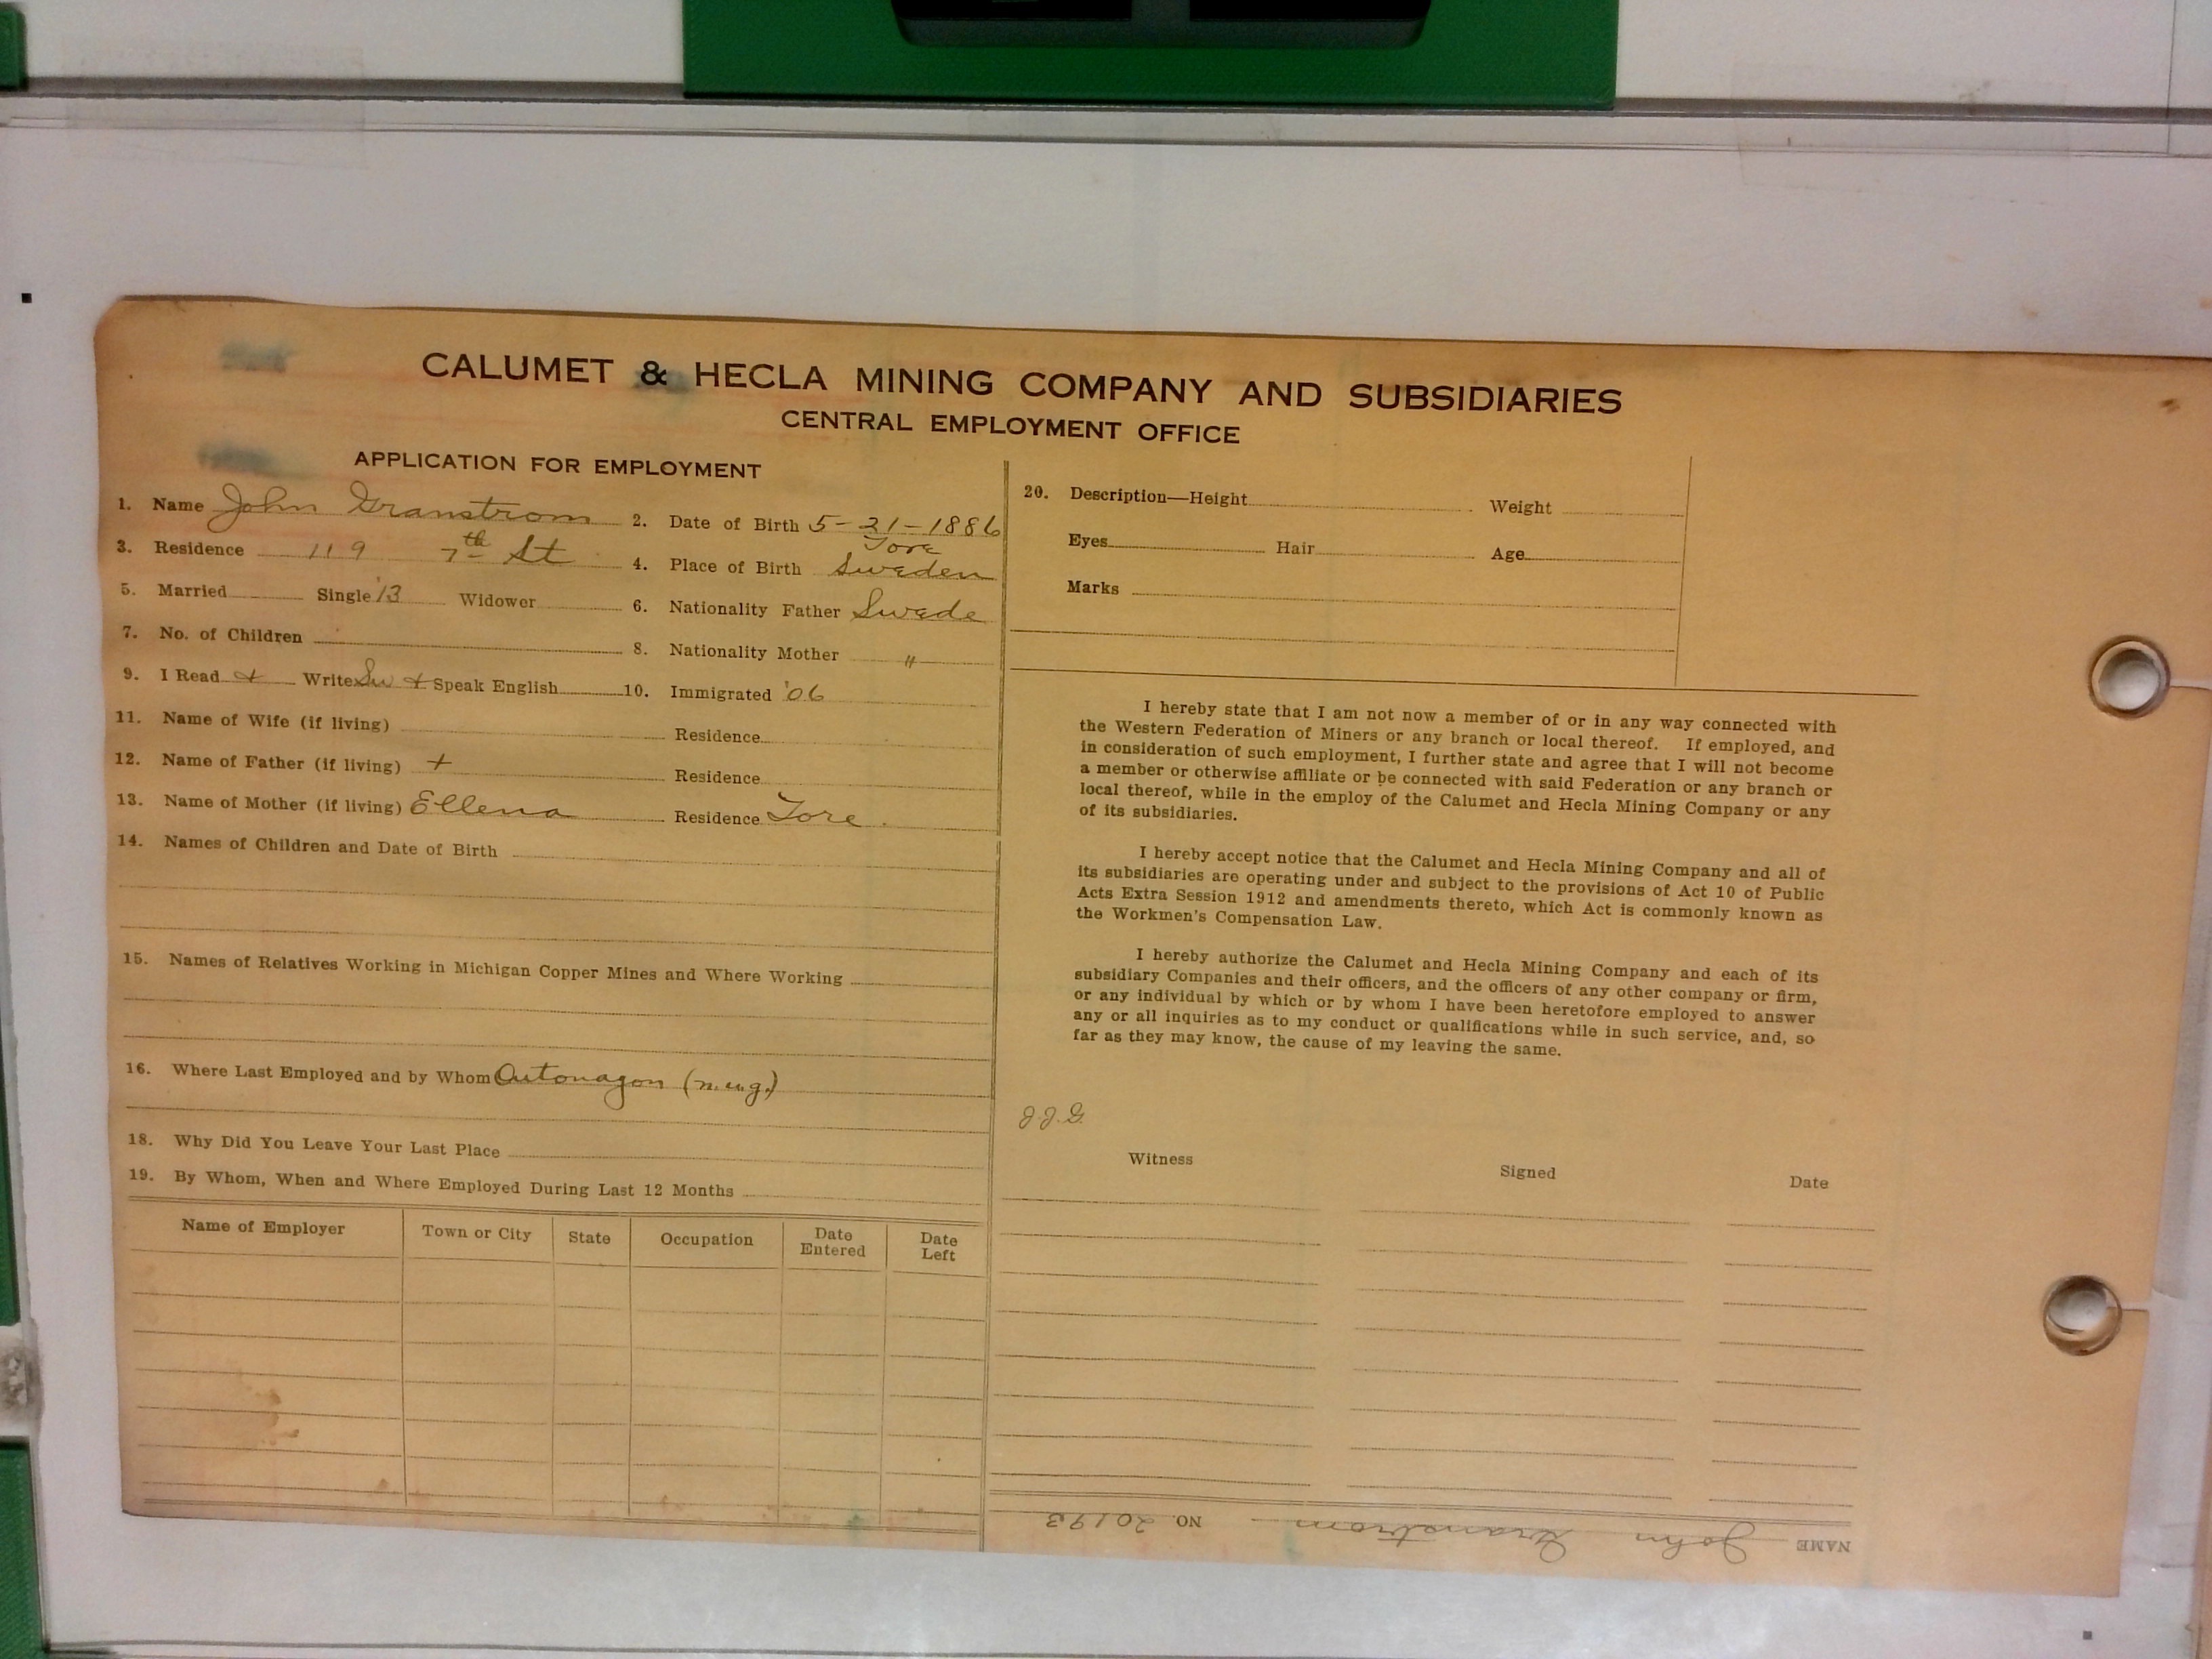 CALUMET & HECLA MINING COMPANY AND SUBSIDIARIES
CENTRAL EMPLOYMENT OFFICE
APPLICATION FOR EMPLOYMENT
1. Name John Granstrom 2. Date of Birth 5-21-1886
3. Residence 119 7th St 4. Place of Birth Tore Sweden
5. Married Single '13 Widower 6. Nationality Father Swede
7. No. of Children 8. Nationality Mother "
9. I Read + Write Sw + Speak English 10. Immigrated '06
11. Name of Wife (if living) Residence
12. Name of Father (if living) + Residence
13. Name of Mother (if living) Ellena Residence Tore.
14. Names of Children and Date of Birth
15. Names of Relatives Working in Michigan Copper Mines and Where Working
16. Where Last Employed and by Whom Ontonagon
18. Why Did You Leave Your Last Place
19. By Whom, When and Where Employed During Last 12 Months
Name of Employer Town or City State Occupation Date Entered Date Left
20. Description—Height Weight
Eyes Hair Age
Marks
I hereby state that I am not now a member of or in any way connected with
the Western Federation of Miners or any branch or local thereof. If employed, and
in consideration of such employment, I further state and agree that I will not become
a member or otherwise affiliate or be connected with said Federation or any branch or
local thereof, while in the employ of the Calumet and Hecla Mining Company or any
of its subsidiaries.
I hereby accept notice that the Calumet and Hecla Mining Company and all of
its subsidiaries are operating under and subject to the provisions of Act 10 of Public
Acts Extra Session 1912 and amendments thereto, which Act is commonly known as
the Workmen's Compensation Law.
I hereby authorize the Calumet and Hecla Mining Company and each of its
subsidiary Companies and their officers, and the officers of any other company or firm,
or any individual by which or by whom I have been heretofore employed to answer
any or all inquiries as to my conduct or qualifications while in such service, and, so
far as they may know, the cause of my leaving the same.
J.J.G.
Witness Signed Date
NAME John Granstrom NO. 20193